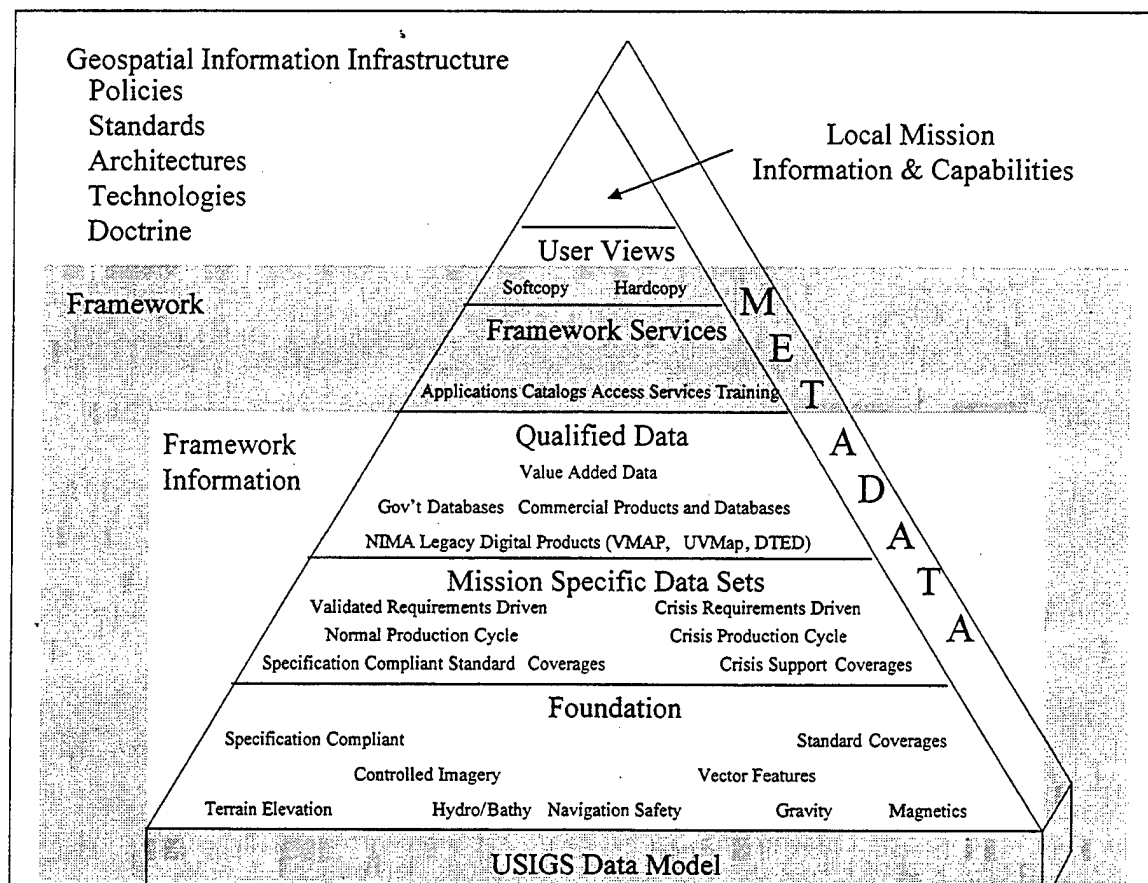 Geospatial Information Infrastructure
Policies
Standards
Architectures
Technologies
Doctrine
Local Mission
Information & Capabilities
User Views
Softcopy Hardcopy
Framework
Framework Services
Applications Catalogs Access Services Training
Framework
Information
Qualified Data
Value Added Data
Gov't Databases Commercial Products and Databases
NIMA Legacy Digital Products (VMAP, UVMap, DTED)
Mission Specific Data Sets
Validated Requirements Driven Crisis Requirements Driven
Normal Production Cycle Crisis Production Cycle
Specification Compliant Standard Coverages Crisis Support Coverages
Foundation
Specification Compliant Standard Coverages
Controlled Imagery Vector Features
Terrain Elevation Hydro/Bathy Navigation Safety Gravity Magnetics
USIGS Data Model
METADATA